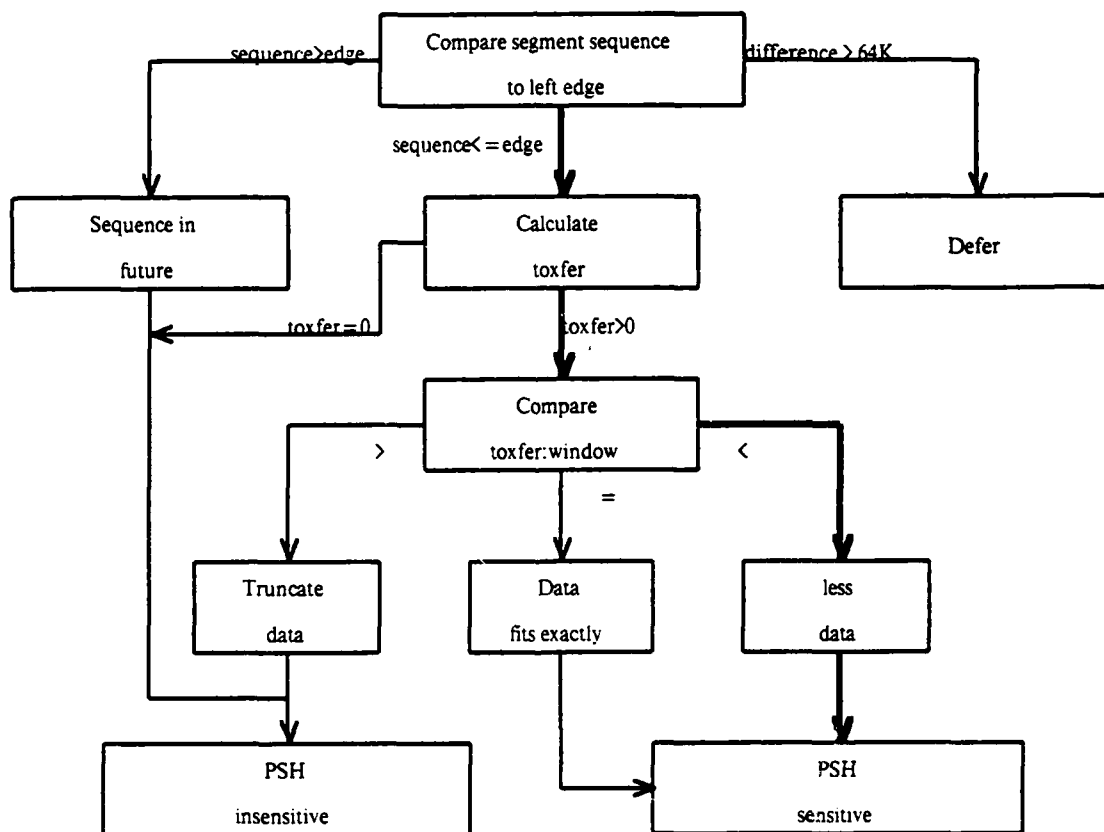 Compare segment sequence
to left edge
sequence>edge
difference > 64K
sequence< = edge
Sequence in
future
Calculate
toxfer
Defer
toxfer = 0
toxfer>0
Compare
toxfer:window
>
<
=
Truncate
data
Data
fits exactly
less
data
PSH
insensitive
PSH
sensitive